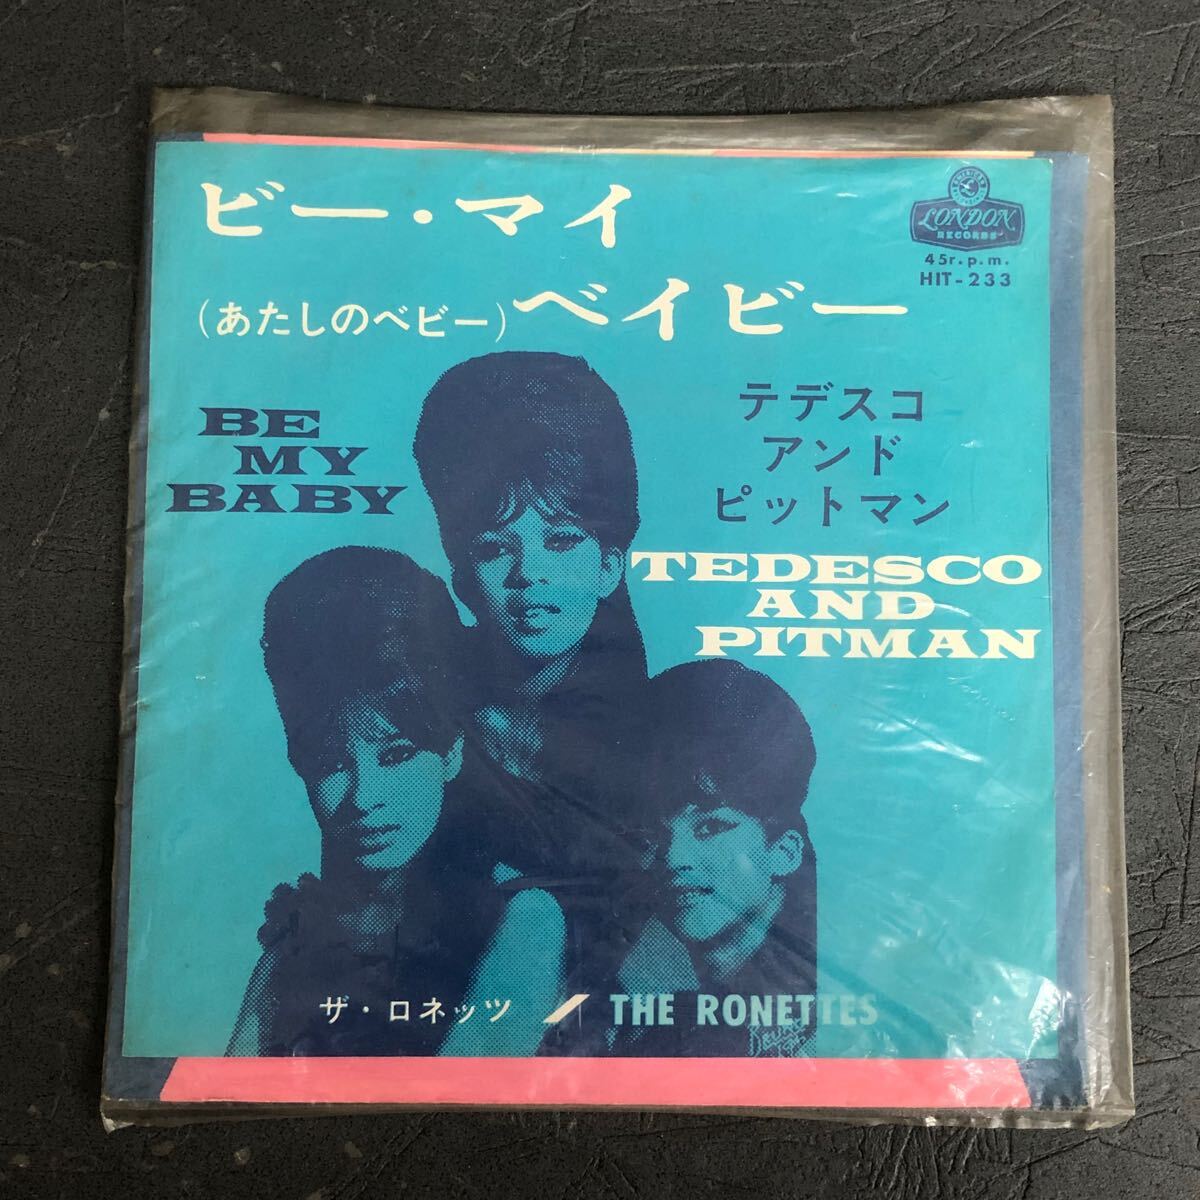 ビー・マイ
(あたしのベビー) ベイビー
LONDON
RECORDS
45r.p.m.
HIT-233
BE
MY
BABY
テデスコ
アンド
ピットマン
TEDESCO
AND
PITMAN
ザ・ロネッツ / THE RONETTES